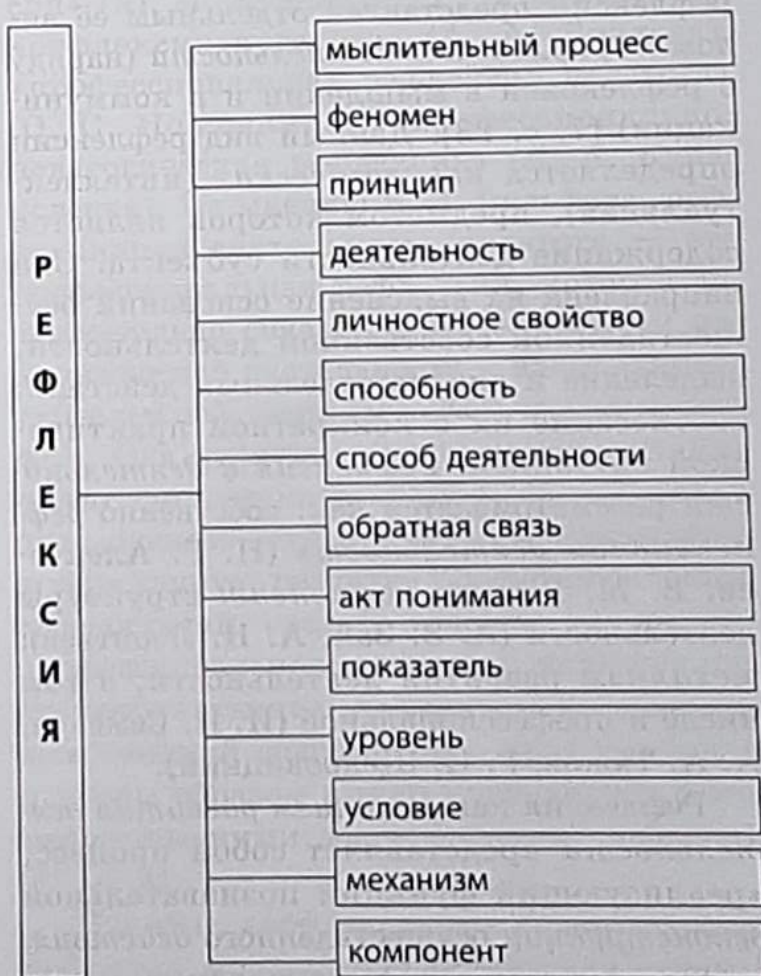 РЕФЛЕКСИЯ
мыслительный процесс
феномен
принцип
деятельность
личностное свойство
способность
способ деятельности
обратная связь
акт понимания
показатель
уровень
условие
механизм
компонент